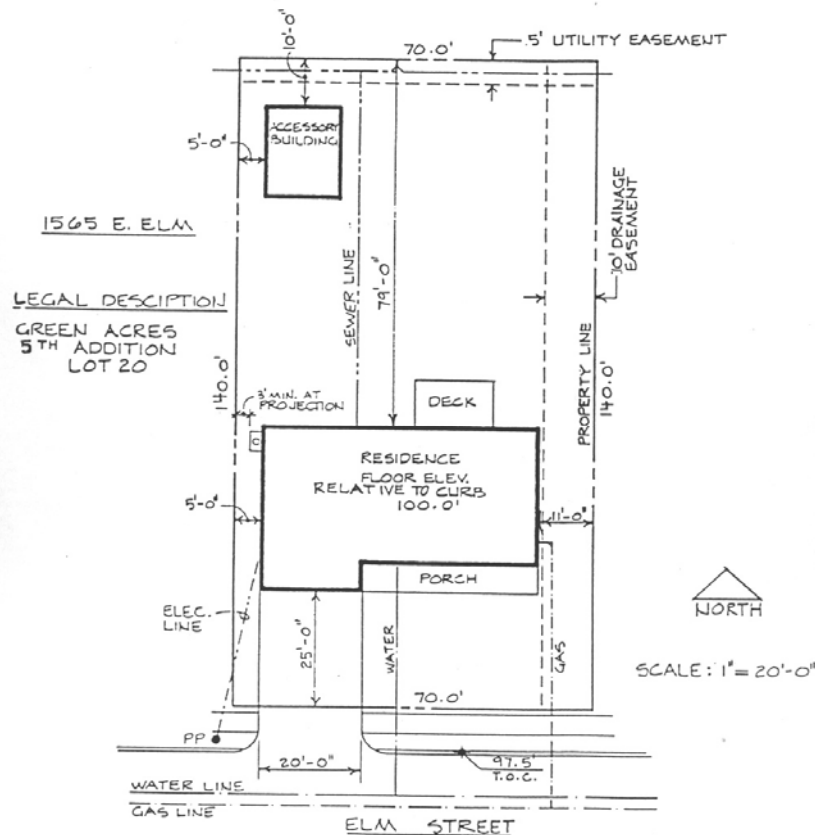 10'-0"
70.0'
5' UTILITY EASEMENT
ACCESSORY
BUILDING
5'-0"
1565 E. ELM
SEWER LINE
79'-0"
10' DRAINAGE
EASEMENT
LEGAL DESCIPTION
GREEN ACRES
5TH ADDITION
LOT 20
140.0'
3' MIN. AT
PROJECTION
DECK
PROPERTY LINE
140.0'
C
RESIDENCE
FLOOR ELEV.
RELATIVE TO CURB
100.0'
5'-0"
11'-0"
PORCH
ELEC.
LINE
25'-0"
WATER
GAS
NORTH
SCALE: 1" = 20'-0"
70.0'
PP
20'-0"
97.5'
T.O.C.
WATER LINE
GAS LINE
ELM STREET